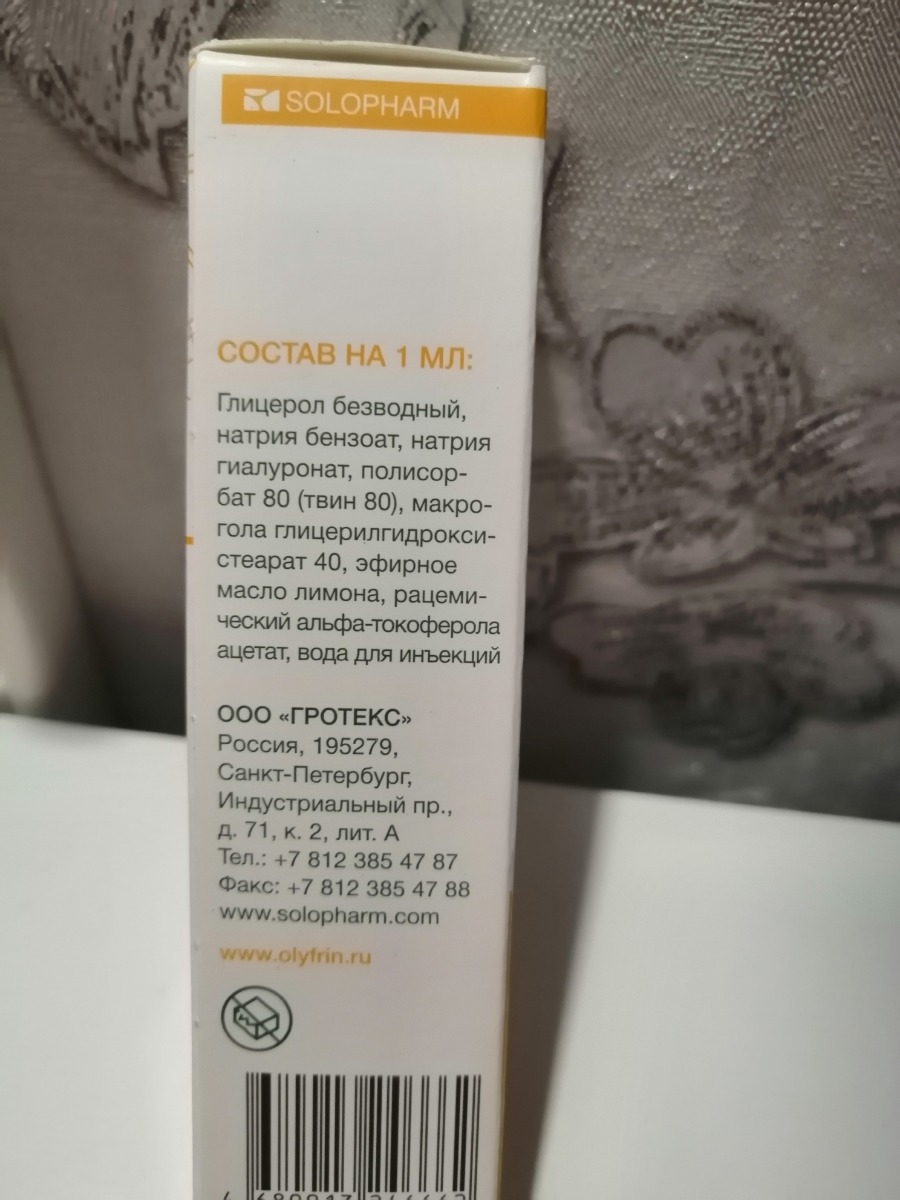 SOLOPHARM
СОСТАВ НА 1 МЛ:
Глицерол безводный,
натрия бензоат, натрия
гиалуронат, полисор-
бат 80 (твин 80), макро-
гола глицерилгидрокси-
стеарат 40, эфирное
масло лимона, рацеми-
ческий альфа-токоферола
ацетат, вода для инъекций
ООО «ГРОТЕКС»
Россия, 195279,
Санкт-Петербург,
Индустриальный пр.,
д. 71, к. 2, лит. А
Тел.: +7 812 385 47 87
Факс: +7 812 385 47 88
www.solopharm.com
www.olyfrin.ru